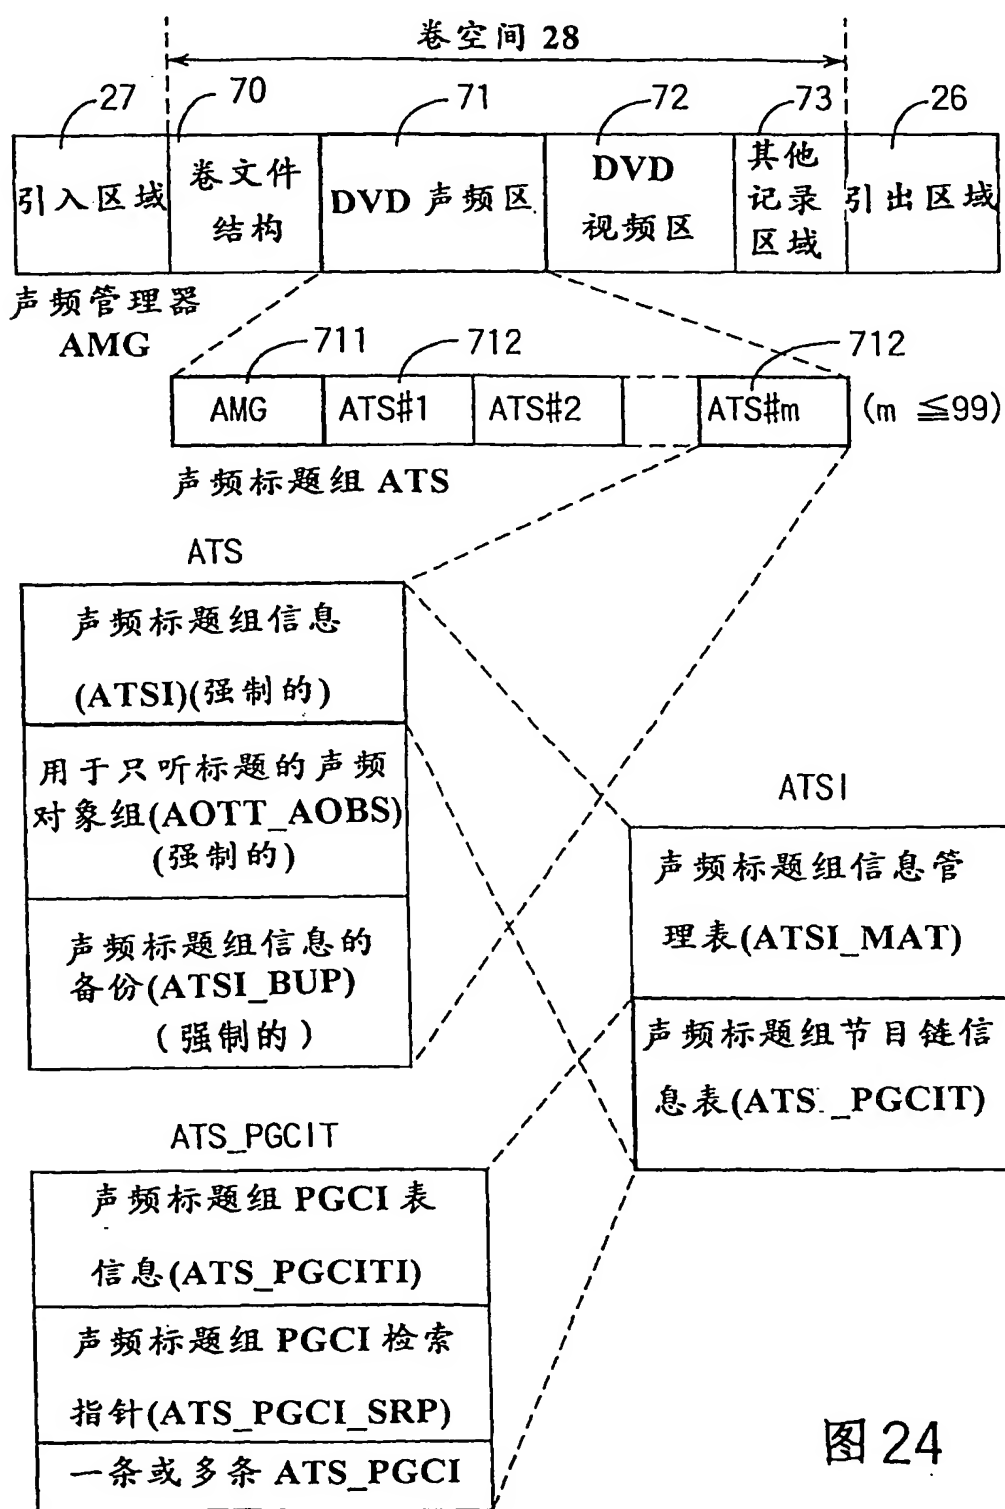 卷空间 28
27
70
71
72
73
26
引入区域
卷文件
结构
DVD 声频区
DVD
视频区
其他
记录
区域
引出区域
声频管理器
AMG
711
712
712
AMG
ATS#1
ATS#2
ATS#m
(m ≦99)
声频标题组 ATS
ATS
声频标题组信息
(ATSI)(强制的)
用于只听标题的声频
对象组(AOTT_AOBS)
(强制的)
声频标题组信息的
备份(ATSI_BUP)
(强制的)
ATSI
声频标题组信息管
理表(ATSI_MAT)
声频标题组节目链信
息表(ATS_PGCIT)
ATS_PGCIT
声频标题组 PGCI 表
信息(ATS_PGCITI)
声频标题组 PGCI 检索
指针(ATS_PGCI_SRP)
一条或多条 ATS_PGCI
图24